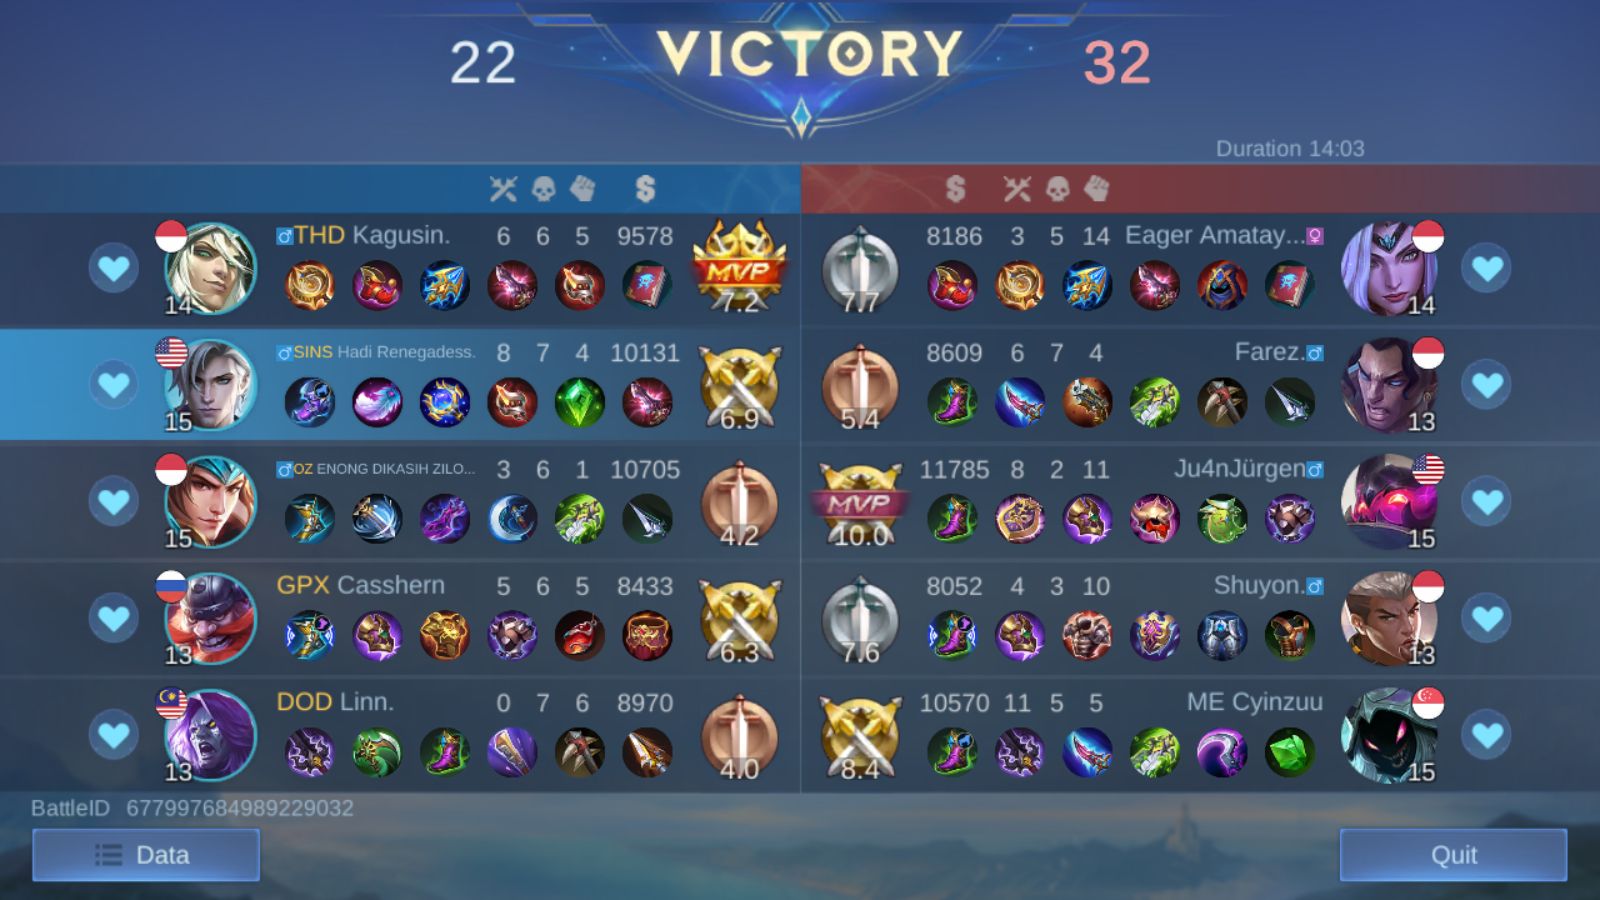 VICTORY
22 32
Duration 14:03
THD Kagusin. 6 6 5 9578 MVP 7.2 14
7.7 8186 3 5 14 Eager Amatay... 14
SINS Hadi Renegadess. 8 7 4 10131 6.9 15
5.4 8609 6 7 4 Farez. 13
OZ ENONG DIKASIH ZILO... 3 6 1 10705 4.2 15
MVP 10.0 11785 8 2 11 Ju4nJürgen 15
GPX Casshern 5 6 5 8433 6.3 13
7.6 8052 4 3 10 Shuyon. 13
DOD Linn. 0 7 6 8970 4.0 13
8.4 10570 11 5 5 ME Cyinzuu 15
BattleID 677997684989229032
Data Quit